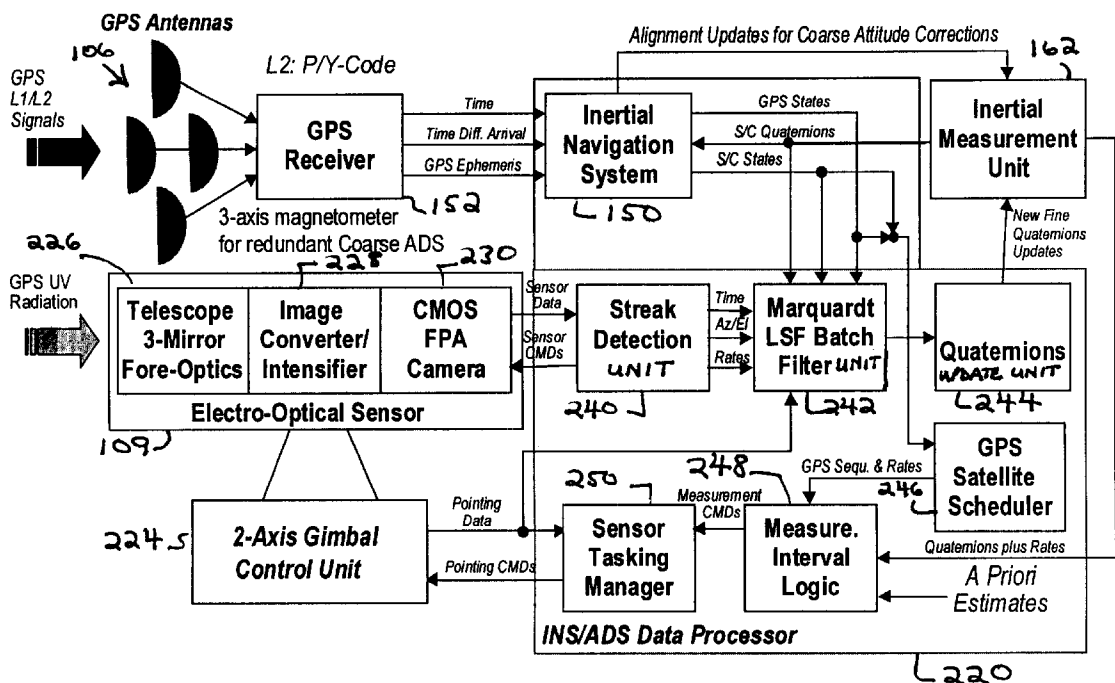 GPS Antennas
106
GPS
L1/L2
Signals
L2: P/Y-Code
GPS
Receiver
152
3-axis magnetometer
for redundant Coarse ADS
Time
Time Diff. Arrival
GPS Ephemeris
Alignment Updates for Coarse Attitude Corrections
Inertial
Navigation
System
150
GPS States
S/C Quaternions
S/C States
162
Inertial
Measurement
Unit
New Fine
Quaternions
Updates
226
228
230
GPS UV
Radiation
Telescope
3-Mirror
Fore-Optics
Image
Converter/
Intensifier
CMOS
FPA
Camera
Electro-Optical Sensor
109
Sensor
Data
Sensor
CMDs
Streak
Detection
UNIT
240
Time
Az/El
Rates
Marquardt
LSF Batch
Filter UNIT
242
Quaternions
UPDATE UNIT
244
GPS
Satellite
Scheduler
246
GPS Sequ. & Rates
248
Measurement
CMDs
250
Sensor
Tasking
Manager
Measure.
Interval
Logic
Quaternions plus Rates
A Priori
Estimates
224
2-Axis Gimbal
Control Unit
Pointing
Data
Pointing CMDs
INS/ADS Data Processor
220